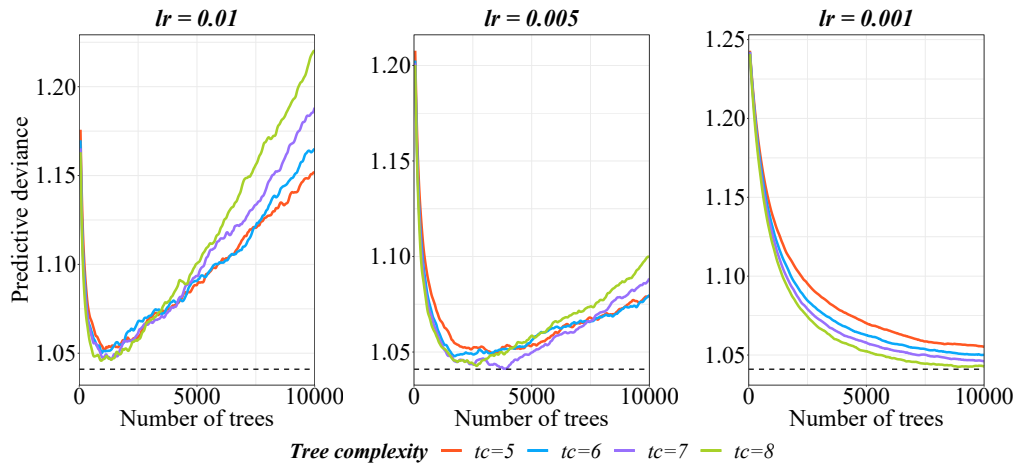 lr = 0.01
lr = 0.005
lr = 0.001
Predictive deviance
1.20
1.15
1.10
1.05
0
5000
10000
Number of trees
1.20
1.15
1.10
1.05
0
5000
10000
Number of trees
1.25
1.20
1.15
1.10
1.05
0
5000
10000
Number of trees
Tree complexity tc=5 tc=6 tc=7 tc=8